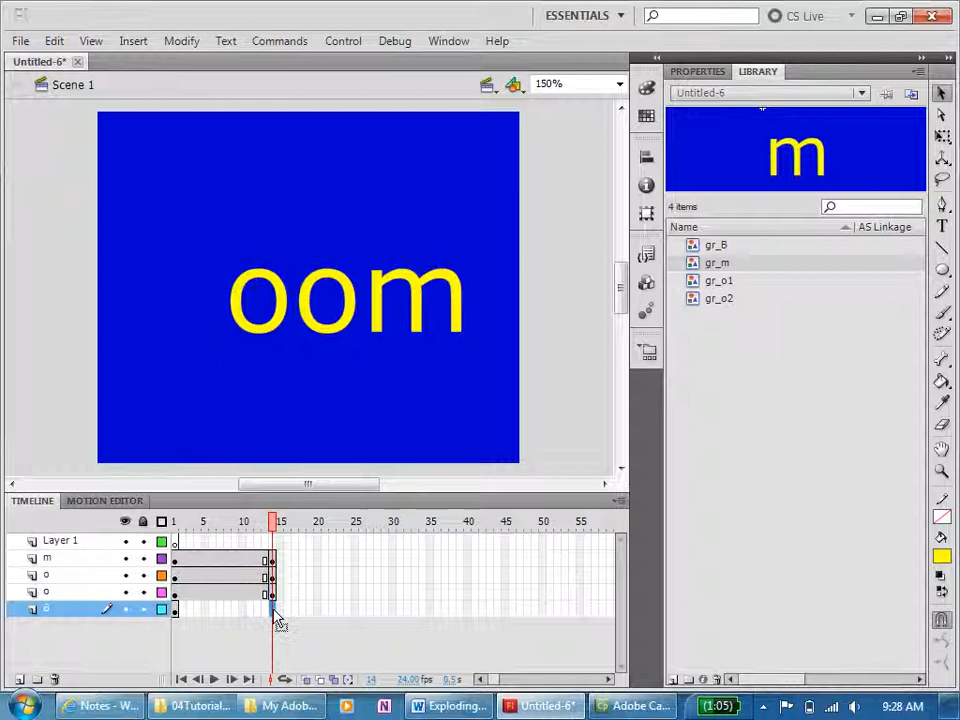 Fl
ESSENTIALS
CS Live
File Edit View Insert Modify Text Commands Control Debug Window Help
Untitled-6*
Scene 1
150%
PROPERTIES LIBRARY
Untitled-6
m
4 items
Name AS Linkage
gr_B
gr_m
gr_o1
gr_o2
oom
TIMELINE MOTION EDITOR
1 5 10 15 20 25 30 35 40 45 50 55
Layer 1
m
o
o
B
14 24.00 fps 0.5 s
Notes - W... 04Tutorial... My Adob... Exploding... Untitled-6* Adobe Ca... (1:05) 9:28 AM